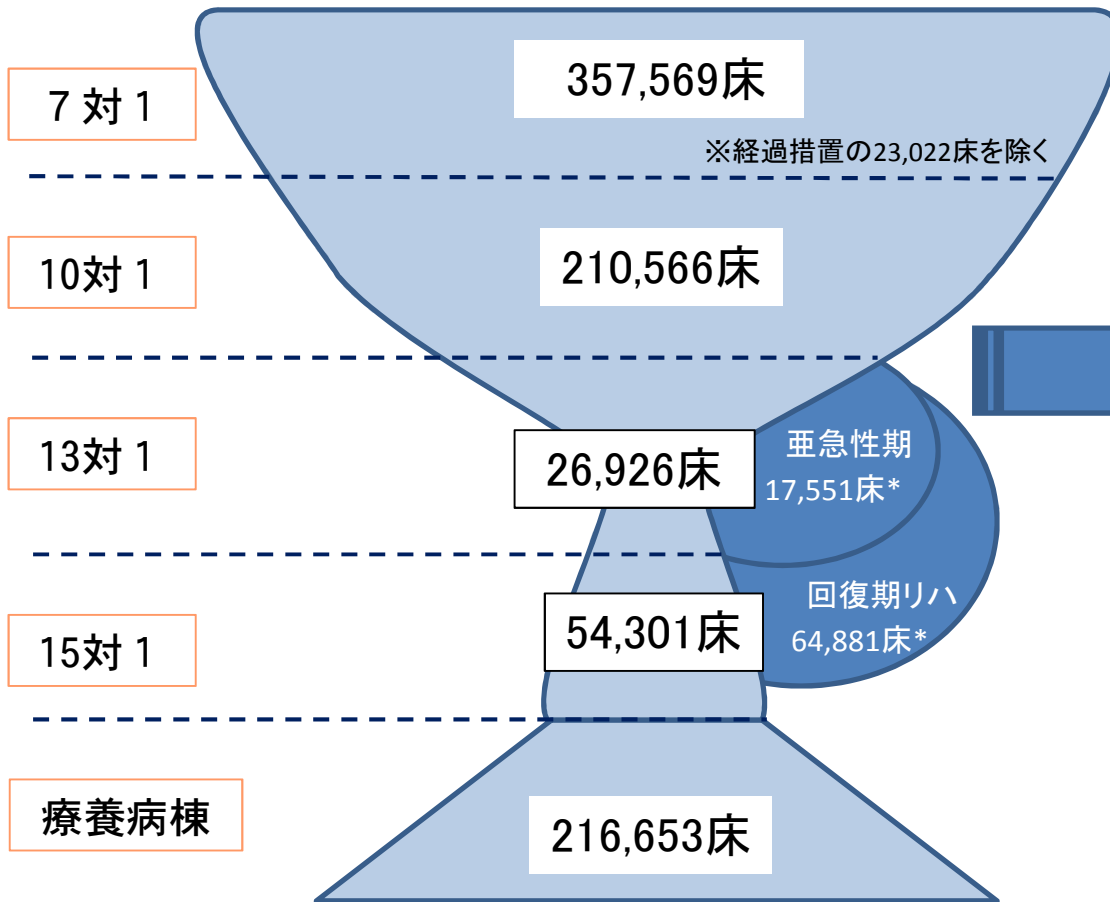 7対1
357,569床
※経過措置の23,022床を除く
10対1
210,566床
13対1
26,926床
亜急性期
17,551床*
15対1
54,301床
回復期リハ
64,881床*
療養病棟
216,653床